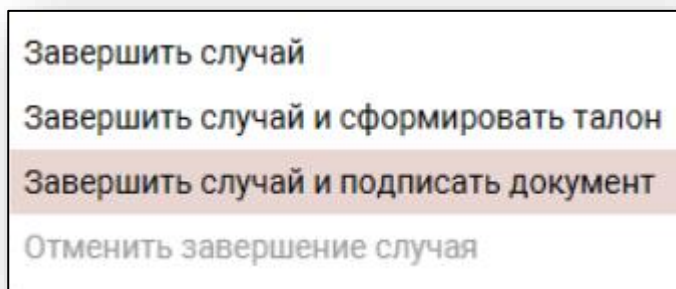 Завершить случай
Завершить случай и сформировать талон
Завершить случай и подписать документ
Отменить завершение случая